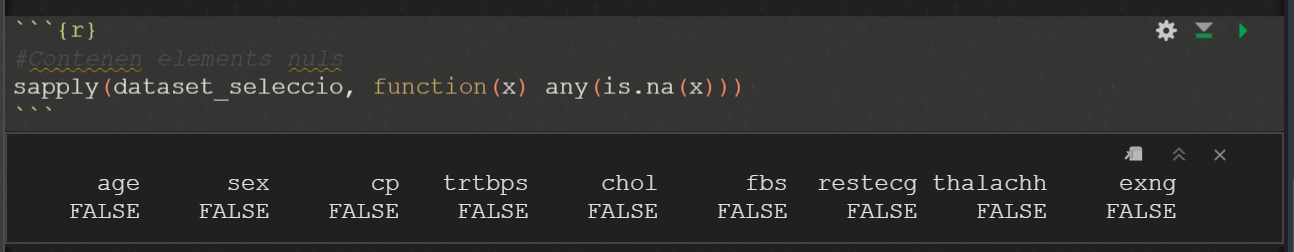 ```{r}
#Contenen elements nuls
sapply(dataset_seleccio, function(x) any(is.na(x)))
```
age sex cp trtbps chol fbs restecg thalachh exng
FALSE FALSE FALSE FALSE FALSE FALSE FALSE FALSE FALSE